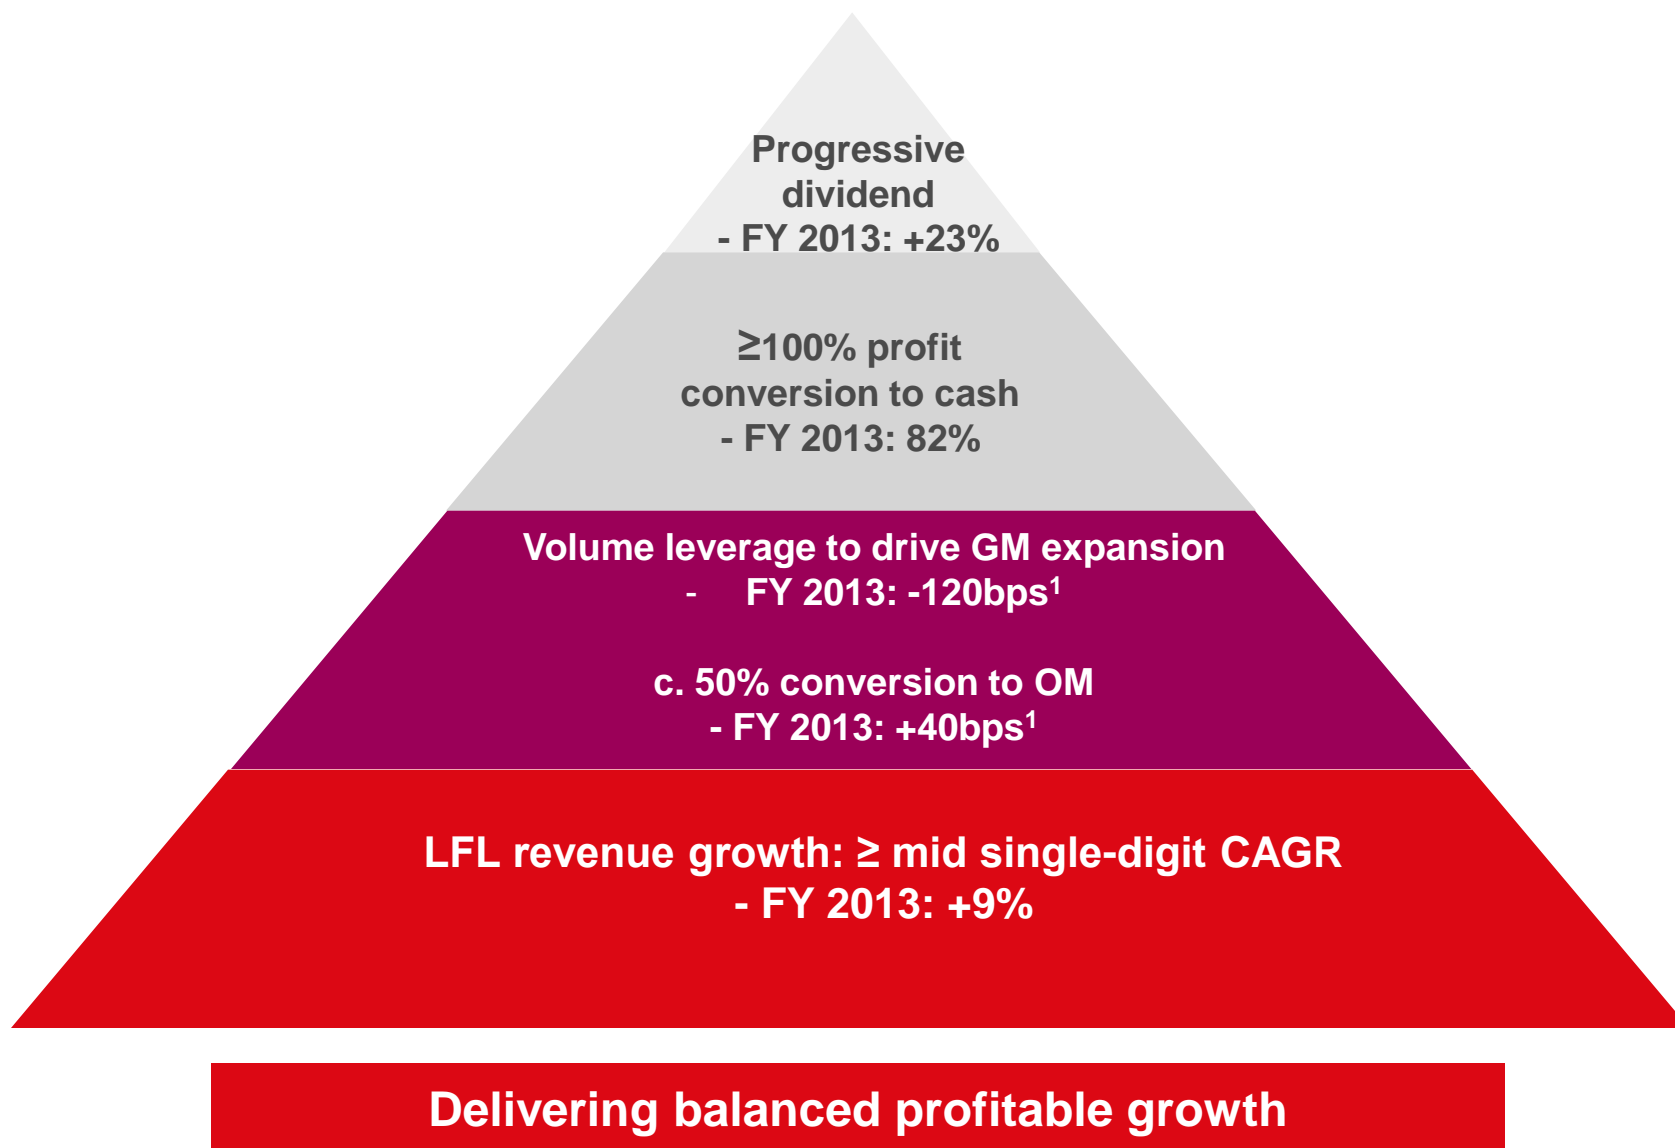 Progressive
dividend
- FY 2013: +23%
≥100% profit
conversion to cash
- FY 2013: 82%
Volume leverage to drive GM expansion
- FY 2013: -120bps¹
c. 50% conversion to OM
- FY 2013: +40bps¹
LFL revenue growth: ≥ mid single-digit CAGR
- FY 2013: +9%
Delivering balanced profitable growth